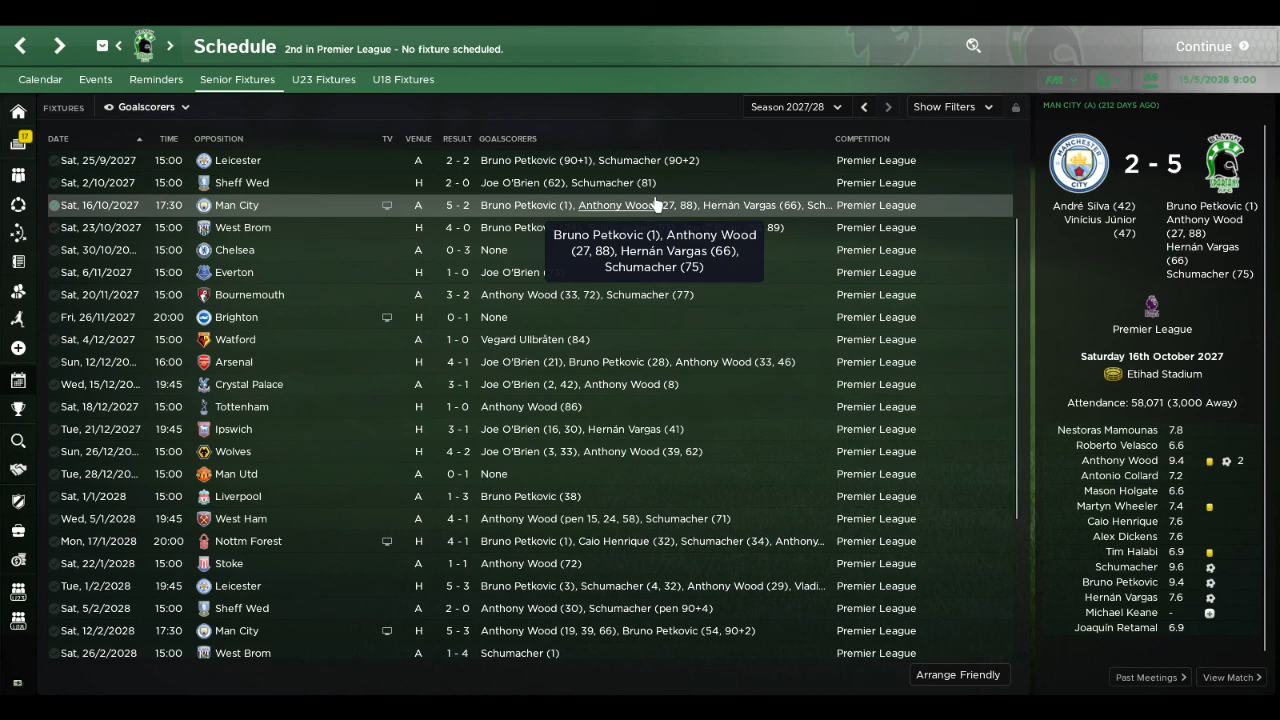 Schedule 2nd in Premier League - No fixture scheduled. Continue
Calendar Events Reminders Senior Fixtures U23 Fixtures U18 Fixtures 15/5/2028 9:00
FIXTURES Goalscorers Season 2027/28 Show Filters
DATE TIME OPPOSITION TV VENUE RESULT GOALSCORERS COMPETITION
17
Sat, 25/9/2027 15:00 Leicester A 2 - 2 Bruno Petkovic (90+1), Schumacher (90+2) Premier League
Sat, 2/10/2027 15:00 Sheff Wed H 2 - 0 Joe O'Brien (62), Schumacher (81) Premier League
Sat, 16/10/2027 17:30 Man City A 5 - 2 Bruno Petkovic (1), Anthony Wood (27, 88), Hernán Vargas (66), Sch... Premier League
Sat, 23/10/2027 15:00 West Brom H 4 - 0 Bruno Petkov 89) Premier League
Sat, 30/10/20... 15:00 Chelsea A 0 - 3 None Premier League
Sat, 6/11/2027 15:00 Everton H 1 - 0 Joe O'Brien Premier League
Sat, 20/11/2027 15:00 Bournemouth A 3 - 2 Anthony Wood (33, 72), Schumacher (77) Premier League
Fri, 26/11/2027 20:00 Brighton H 0 - 1 None Premier League
Sat, 4/12/2027 15:00 Watford A 1 - 0 Vegard Ullbråten (84) Premier League
Sun, 12/12/20... 16:00 Arsenal H 4 - 1 Joe O'Brien (21), Bruno Petkovic (28), Anthony Wood (33, 46) Premier League
Wed, 15/12/20... 19:45 Crystal Palace A 3 - 1 Joe O'Brien (2, 42), Anthony Wood (8) Premier League
Sat, 18/12/2027 15:00 Tottenham H 1 - 0 Anthony Wood (86) Premier League
Tue, 21/12/2027 19:45 Ipswich H 3 - 1 Joe O'Brien (16, 30), Hernán Vargas (41) Premier League
Sun, 26/12/20... 15:00 Wolves H 4 - 2 Joe O'Brien (3, 33), Anthony Wood (39, 62) Premier League
Tue, 28/12/20... 15:00 Man Utd A 0 - 1 None Premier League
Sat, 1/1/2028 15:00 Liverpool A 1 - 3 Bruno Petkovic (38) Premier League
Wed, 5/1/2028 19:45 West Ham A 4 - 1 Anthony Wood (pen 15, 24, 58), Schumacher (71) Premier League
Mon, 17/1/2028 20:00 Nottm Forest H 4 - 1 Bruno Petkovic (1), Caio Henrique (32), Schumacher (34), Anthony... Premier League
Sat, 22/1/2028 15:00 Stoke A 1 - 1 Anthony Wood (72) Premier League
Tue, 1/2/2028 19:45 Leicester H 5 - 3 Bruno Petkovic (3), Schumacher (4, 32), Anthony Wood (29), Vladi... Premier League
Sat, 5/2/2028 15:00 Sheff Wed A 2 - 0 Anthony Wood (30), Schumacher (pen 90+4) Premier League
Sat, 12/2/2028 17:30 Man City H 5 - 3 Anthony Wood (19, 39, 66), Bruno Petkovic (54, 90+2) Premier League
Sat, 26/2/2028 15:00 West Brom A 1 - 4 Schumacher (1) Premier League
Bruno Petkovic (1), Anthony Wood
(27, 88), Hernán Vargas (66),
Schumacher (75)
Arrange Friendly
MAN CITY (A) (212 DAYS AGO)
2 - 5
André Silva (42)
Vinícius Júnior
(47)
Bruno Petkovic (1)
Anthony Wood
(27, 88)
Hernán Vargas
(66)
Schumacher (75)
Premier League
Saturday 16th October 2027
Etihad Stadium
Attendance: 58,071 (3,000 Away)
Nestoras Mamounas 7.8
Roberto Velasco 6.6
Anthony Wood 9.4 2
Antonio Collard 7.2
Mason Holgate 6.6
Martyn Wheeler 7.4
Caio Henrique 7.6
Alex Dickens 7.6
Tim Halabi 6.9
Schumacher 9.6
Bruno Petkovic 9.4
Hernán Vargas 7.6
Michael Keane -
Joaquín Retamal 6.9
Past Meetings View Match